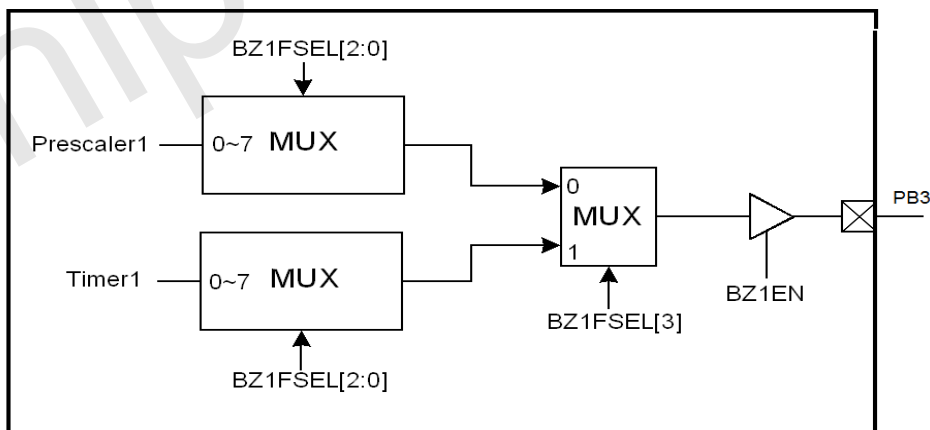 BZ1FSEL[2:0]
Prescaler1
0~7 MUX
0
MUX
1
PB3
Timer1
0~7 MUX
BZ1EN
BZ1FSEL[3]
BZ1FSEL[2:0]